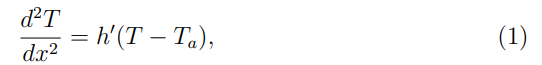 d²T/dx² = h′(T − Tₐ), (1)